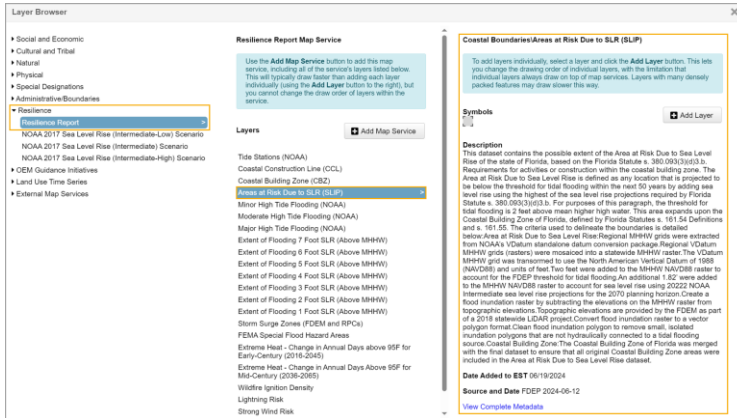 Layer Browser
Social and Economic
Cultural and Tribal
Natural
Physical
Special Designations
Administrative/Boundaries
Resilience
Resilience Report
NOAA 2017 Sea Level Rise (Intermediate-Low) Scenario
NOAA 2017 Sea Level Rise (Intermediate) Scenario
NOAA 2017 Sea Level Rise (Intermediate-High) Scenario
OEM Guidance Initiatives
Land Use Time Series
External Map Services
Resilience Report Map Service
Use the Add Map Service button to add this map
service, including all of the service's layers listed below.
This will typically draw faster than adding each layer
individually (using the Add Layer button to the right), but
you cannot change the draw order of layers within the
service.
Layers
Add Map Service
Tide Stations (NOAA)
Coastal Construction Line (CCL)
Coastal Building Zone (CBZ)
Areas at Risk Due to SLR (SLIP)
Minor High Tide Flooding (NOAA)
Moderate High Tide Flooding (NOAA)
Major High Tide Flooding (NOAA)
Extent of Flooding 7 Foot SLR (Above MHHW)
Extent of Flooding 6 Foot SLR (Above MHHW)
Extent of Flooding 5 Foot SLR (Above MHHW)
Extent of Flooding 4 Foot SLR (Above MHHW)
Extent of Flooding 3 Foot SLR (Above MHHW)
Extent of Flooding 2 Foot SLR (Above MHHW)
Extent of Flooding 1 Foot SLR (Above MHHW)
Storm Surge Zones (FDEM and RPCs)
FEMA Special Flood Hazard Areas
Extreme Heat - Change in Annual Days above 95F for
Early-Century (2016-2045)
Extreme Heat - Change in Annual Days above 95F for
Mid-Century (2036-2065)
Wildfire Ignition Density
Lightning Risk
Strong Wind Risk
Coastal Boundaries\Areas at Risk Due to SLR (SLIP)
To add layers individually, select a layer and click the Add Layer button. This lets
you change the drawing order of individual layers, with the limitation that
individual layers always draw on top of map services. Layers with many densely
packed features may draw slower this way.
Symbols
Add Layer
Description
This dataset contains the possible extent of the Area at Risk Due to Sea Level
Rise of the state of Florida, based on the Florida Statute s. 380.093(3)(d)3.b.
Requirements for activities or construction within the coastal building zone. The
Area at Risk Due to Sea Level Rise is defined as any location that is projected to
be below the threshold for tidal flooding within the next 50 years by adding sea
level rise using the highest of the sea level rise projections required by Florida
Statute s. 380.093(3)(d)3.b. For purposes of this paragraph, the threshold for
tidal flooding is 2 feet above mean higher high water. This area expands upon the
Coastal Building Zone of Florida, defined by Florida Statutes s. 161.54 Definitions
and s. 161.55. The criteria used to delineate the boundaries is detailed
below:Area at Risk Due to Sea Level Rise:Regional MHHW grids were extracted
from NOAA's VDatum standalone datum conversion package.Regional VDatum
MHHW grids (rasters) were mosaiced into a statewide MHHW raster.The VDatum
MHHW grid was transormed to use the North American Vertical Datum of 1988
(NAVD88) and units of feet.Two feet were added to the MHHW NAVD88 raster to
account for the FDEP threshold for tidal flooding.An additional 1.82' were added
to the MHHW NAVD88 raster to account for sea level rise using 20222 NOAA
Intermediate sea level rise projections for the 2070 planning horizon.Create a
flood inundation raster by subtracting the elevations on the MHHW raster from
topographic elevations.Topographic elevations are provided by the FDEM as part
of a 2018 statewide LiDAR project.Convert flood inundation raster to a vector
polygon format.Clean flood inundation polygon to remove small, isolated
inundation polygons that are not hydraulically connected to a tidal flooding
source.Coastal Building Zone:The Coastal Building Zone of Florida was merged
with the final dataset to ensure that all original Coastal Building Zone areas were
included in the Area at Risk Due to Sea Level Rise dataset.
Date Added to EST 06/19/2024
Source and Date FDEP 2024-06-12
View Complete Metadata